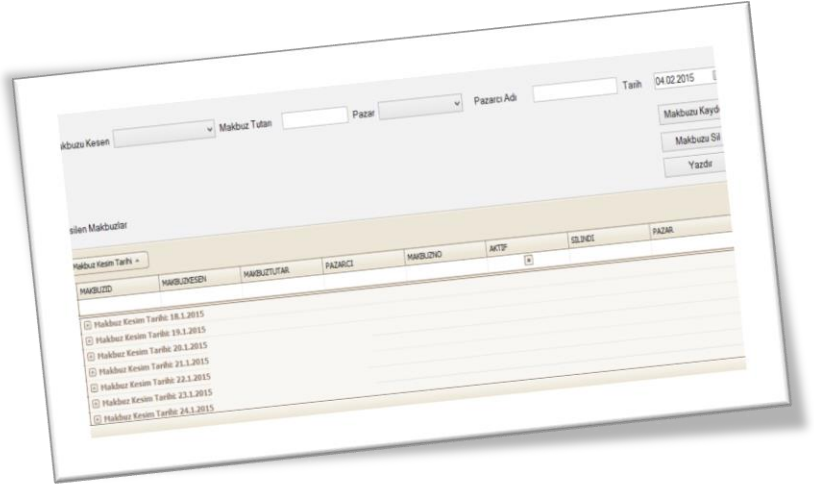 akbuzu Kesen Makbuz Tutarı Pazar Pazarcı Adı Tarih 04.02.2015
Makbuzu Kayde
Makbuzu Sil
Yazdır
silen Makbuzlar
Makbuz Kesim Tarihi
MAKBUZID MAKBUZKESEN MAKBUZTUTAR PAZARCI MAKBUZNO AKTIF SILINDI PAZAR
Makbuz Kesim Tarihi: 18.1.2015
Makbuz Kesim Tarihi: 19.1.2015
Makbuz Kesim Tarihi: 20.1.2015
Makbuz Kesim Tarihi: 21.1.2015
Makbuz Kesim Tarihi: 22.1.2015
Makbuz Kesim Tarihi: 23.1.2015
Makbuz Kesim Tarihi: 24.1.2015